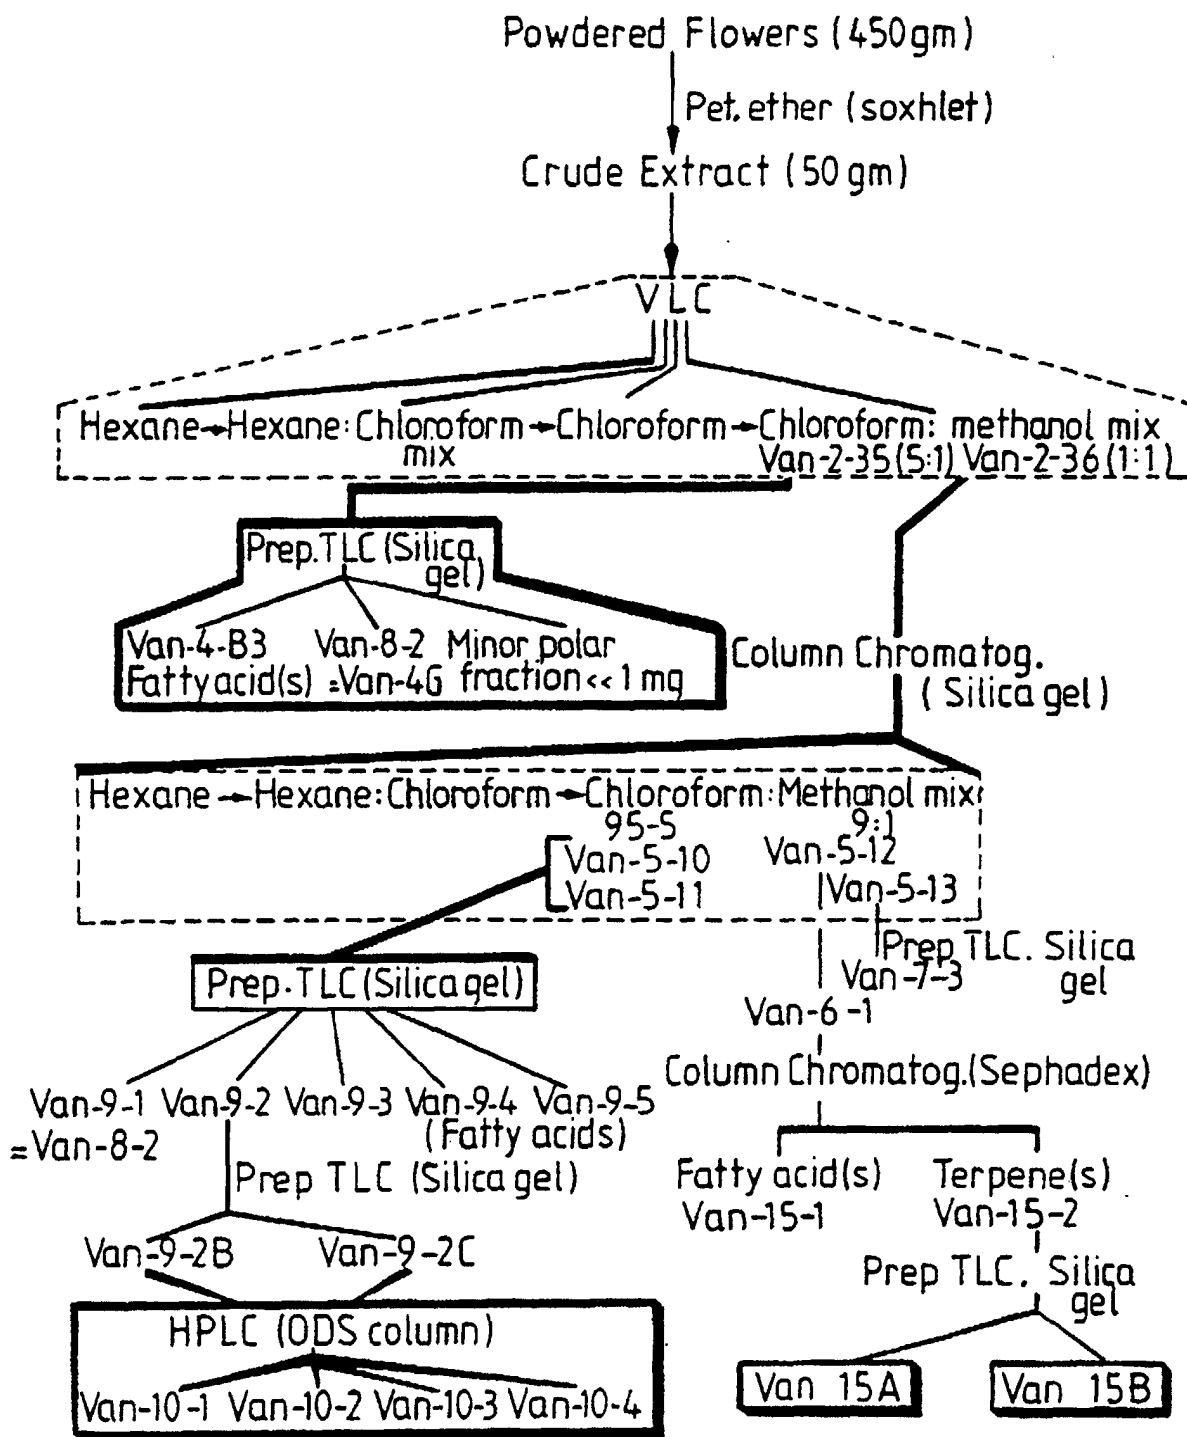 Powdered Flowers (450gm)
Pet. ether (soxhlet)
Crude Extract (50 gm)
VLC
Hexane → Hexane: Chloroform → Chloroform → Chloroform: methanol mix
mix
Van-2-35(5:1) Van-2-36(1:1)
Prep. TLC (Silica
gel)
Van-4-B3 Van-8-2 Minor polar
Fatty acid(s) =Van-4G fraction << 1 mg
Column Chromatog.
(Silica gel)
Hexane → Hexane: Chloroform → Chloroform: Methanol mix
95-5 9:1
Van-5-10 Van-5-12
Van-5-11 Van-5-13
Prep TLC. Silica
gel
Van-7-3
Van-6-1
Prep. TLC (Silica gel)
Column Chromatog. (Sephadex)
Van-9-1 Van-9-2 Van-9-3 Van-9-4 Van-9-5
=Van-8-2
(Fatty acids)
Prep TLC (Silica gel)
Fatty acid(s) Terpene(s)
Van-15-1 Van-15-2
Van-9-2B Van-9-2C
Prep TLC. Silica
gel
HPLC (ODS column)
Van-10-1 Van-10-2 Van-10-3 Van-10-4
Van 15A Van 15B